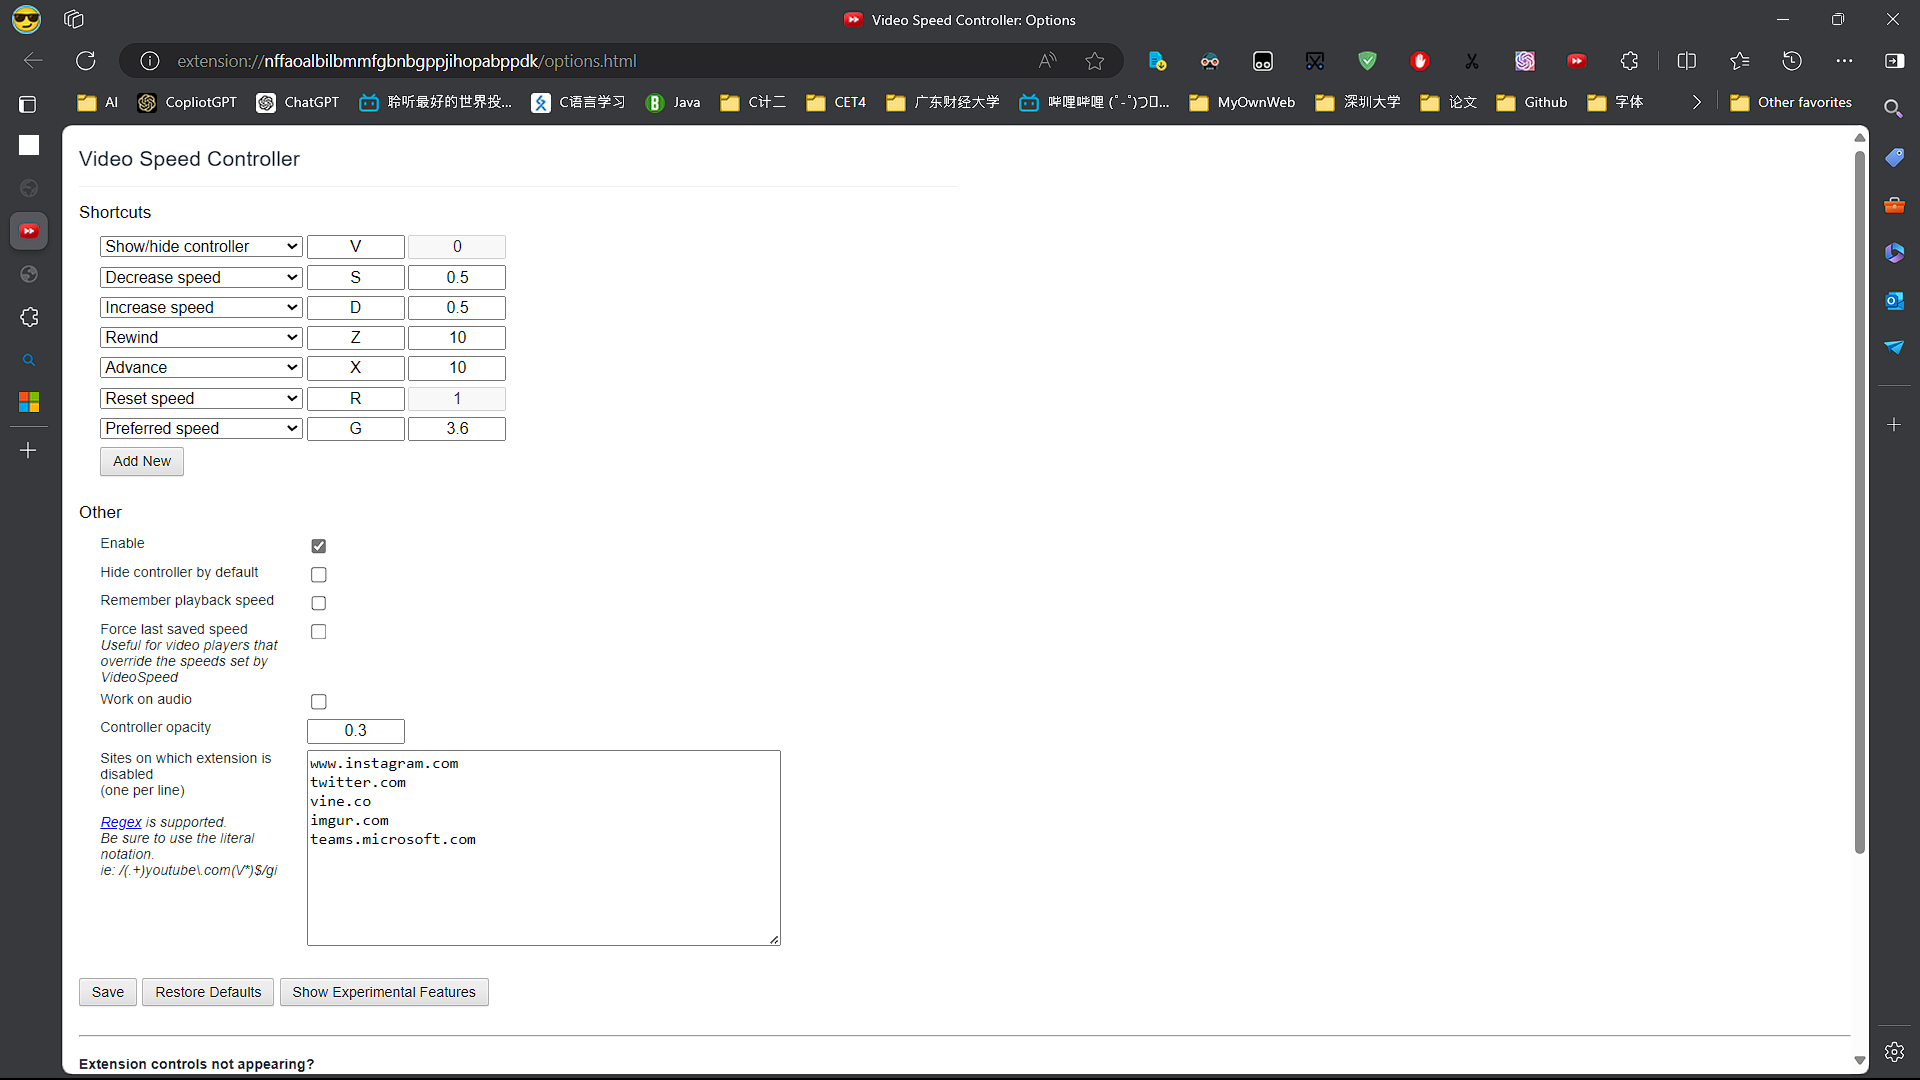 Video Speed Controller: Options
extension://nffaoalbilbmmfgbnbgppjihopabppdk/options.html
AI CopliotGPT ChatGPT 聆听最好的世界投... C语言学习 Java C计二 CET4 广东财经大学 哔哩哔哩 (゜-゜)つロ... MyOwnWeb 深圳大学 论文 Github 字体 Other favorites
Video Speed Controller
Shortcuts
Show/hide controller V 0
Decrease speed S 0.5
Increase speed D 0.5
Rewind Z 10
Advance X 10
Reset speed R 1
Preferred speed G 3.6
Add New
Other
Enable
Hide controller by default
Remember playback speed
Force last saved speed
Useful for video players that
override the speeds set by
VideoSpeed
Work on audio
Controller opacity 0.3
Sites on which extension is
disabled
(one per line)
Regex is supported.
Be sure to use the literal
notation.
ie: /(.+)youtube\.com(\/*)$/gi
www.instagram.com
twitter.com
vine.co
imgur.com
teams.microsoft.com
Save Restore Defaults Show Experimental Features
Extension controls not appearing?